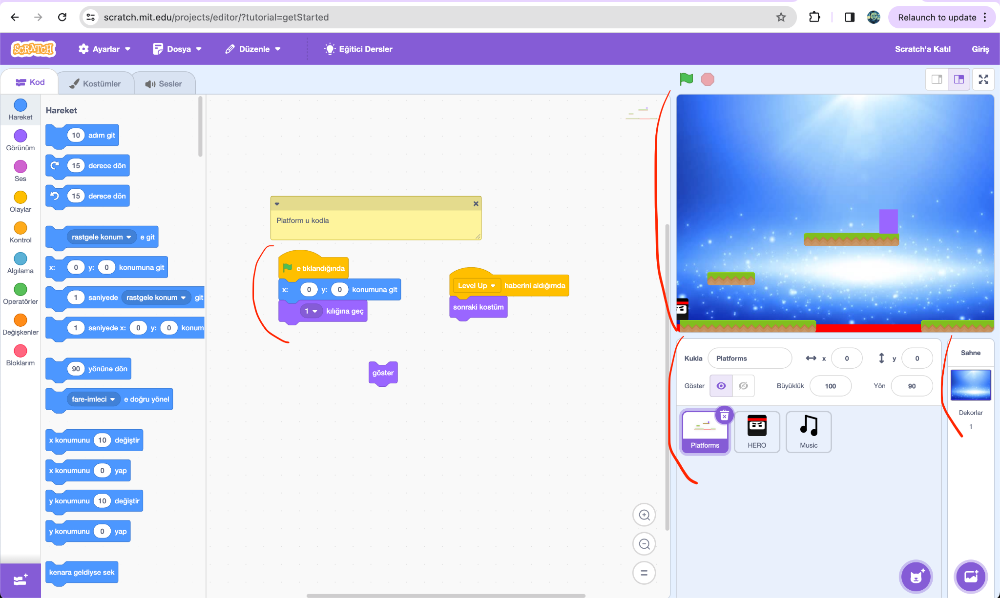 scratch.mit.edu/projects/editor/?tutorial=getStarted
Relaunch to update
SCRATCH
Ayarlar
Dosya
Düzenle
Eğitici Dersler
Scratch'a Katıl
Giriş
Kod
Kostümler
Sesler
Hareket
Görünüm
Ses
Olaylar
Kontrol
Algılama
Operatörler
Değişkenler
Bloklarım
Hareket
10 adım git
15 derece dön
15 derece dön
rastgele konum e git
x: 0 y: 0 konumuna git
1 saniyede rastgele konum git
1 saniyede x: 0 y: 0 konum
90 yönüne dön
fare-imleci e doğru yönel
x konumunu 10 değiştir
x konumunu 0 yap
y konumunu 10 değiştir
y konumunu 0 yap
kenara geldiyse sek
Platform u kodla
e tıklandığında
x: 0 y: 0 konumuna git
1 kılığına geç
Level Up haberini aldığımda
sonraki kostüm
göster
Kukla Platforms x 0 y 0
Göster Büyüklük 100 Yön 90
Platforms
HERO
Music
Sahne
Dekorlar
1